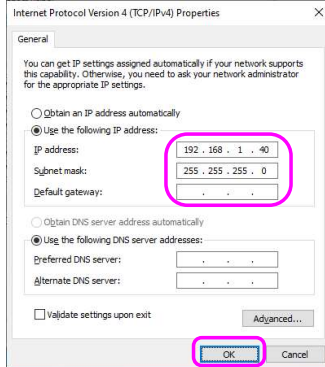 Internet Protocol Version 4 (TCP/IPv4) Properties
General
You can get IP settings assigned automatically if your network supports
this capability. Otherwise, you need to ask your network administrator
for the appropriate IP settings.
Obtain an IP address automatically
Use the following IP address:
IP address: 192 . 168 . 1 . 40
Subnet mask: 255 . 255 . 255 . 0
Default gateway: . . .
Obtain DNS server address automatically
Use the following DNS server addresses:
Preferred DNS server: . . .
Alternate DNS server: . . .
Validate settings upon exit
Advanced...
OK Cancel